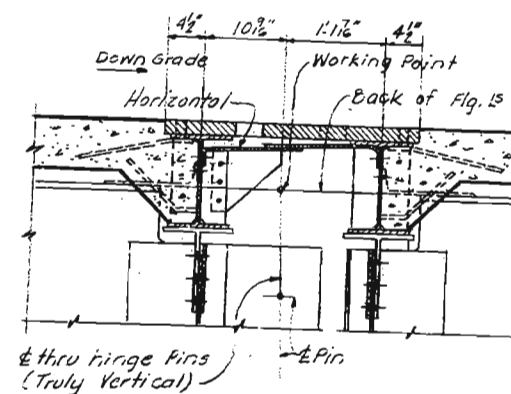 4½" 10 9/16" 1'-1 7/16" 4½"
Down Grade
Working Point
Horizontal
Back of Flg. Ls
℄ thru hinge Pins
(Truly Vertical)
℄ Pin